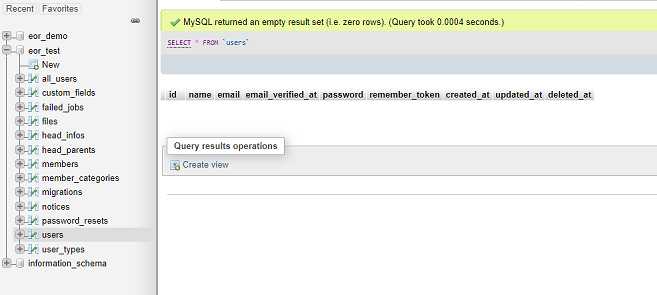 Recent Favorites
eor_demo
eor_test
New
all_users
custom_fields
failed_jobs
files
head_infos
head_parents
members
member_categories
migrations
notices
password_resets
users
user_types
information_schema
MySQL returned an empty result set (i.e. zero rows). (Query took 0.0004 seconds.)
SELECT * FROM `users`
id name email email_verified_at password remember_token created_at updated_at deleted_at
Query results operations
Create view